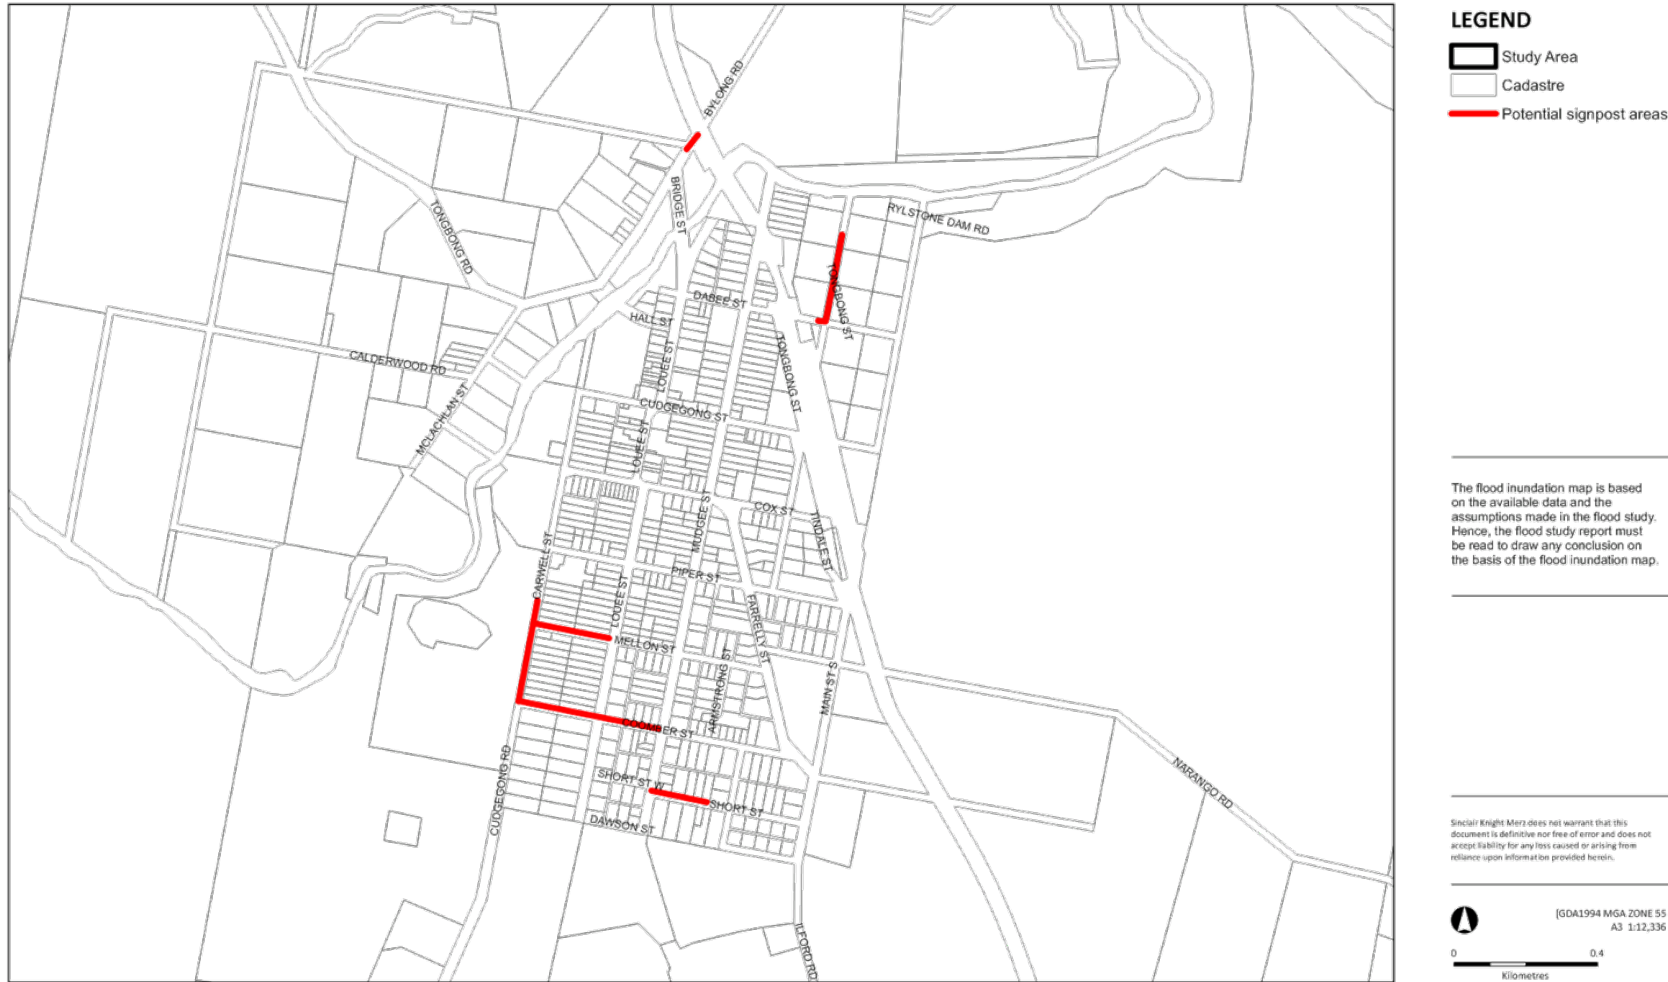 BYLONG RD
BRIDGE ST
TONGBONG RD
RYLSTONE DAM RD
TONGBONG ST
DABEE ST
HALL ST
LOUEE ST
TONGBONG ST
CALDERWOOD RD
MCLACHLAN ST
CUDGEGONG ST
LOUEE ST
MUDGEE ST
COX ST
TINDALE ST
CARWELL ST
PIPER ST
LOUEE ST
FARRELLY ST
MELLON ST
ARMSTRONG ST
MAIN ST S
COOMBER ST
CUDGEGONG RD
SHORT ST W
SHORT ST
DAWSON ST
NARANGO RD
ILFORD RD
LEGEND
Study Area
Cadastre
Potential signpost areas
The flood inundation map is based
on the available data and the
assumptions made in the flood study.
Hence, the flood study report must
be read to draw any conclusion on
the basis of the flood inundation map.
Sinclair Knight Merz does not warrant that this
document is definitive nor free of error and does not
accept liability for any loss caused or arising from
reliance upon information provided herein.
[GDA1994 MGA ZONE 55
A3 1:12,336
0 0.4
Kilometres